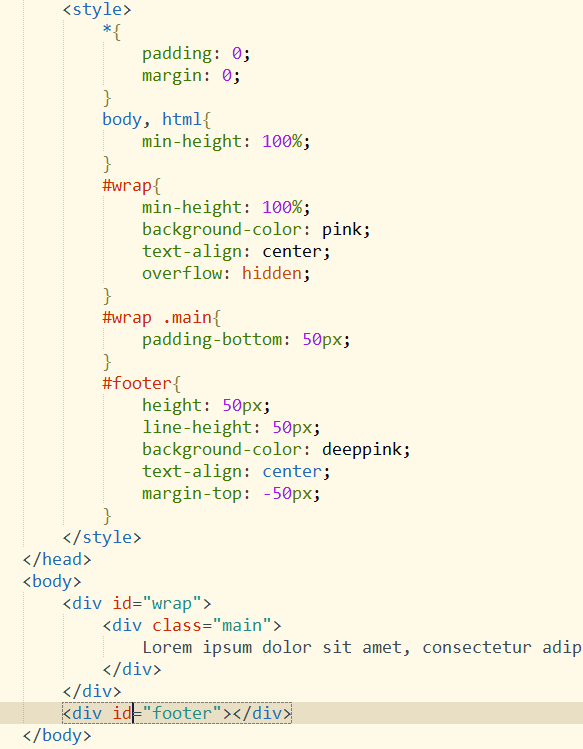 <style>
*{
padding: 0;
margin: 0;
}
body, html{
min-height: 100%;
}
#wrap{
min-height: 100%;
background-color: pink;
text-align: center;
overflow: hidden;
}
#wrap .main{
padding-bottom: 50px;
}
#footer{
height: 50px;
line-height: 50px;
background-color: deeppink;
text-align: center;
margin-top: -50px;
}
</style>
</head>
<body>
<div id="wrap">
<div class="main">
Lorem ipsum dolor sit amet, consectetur adip
</div>
</div>
<div id="footer"></div>
</body>